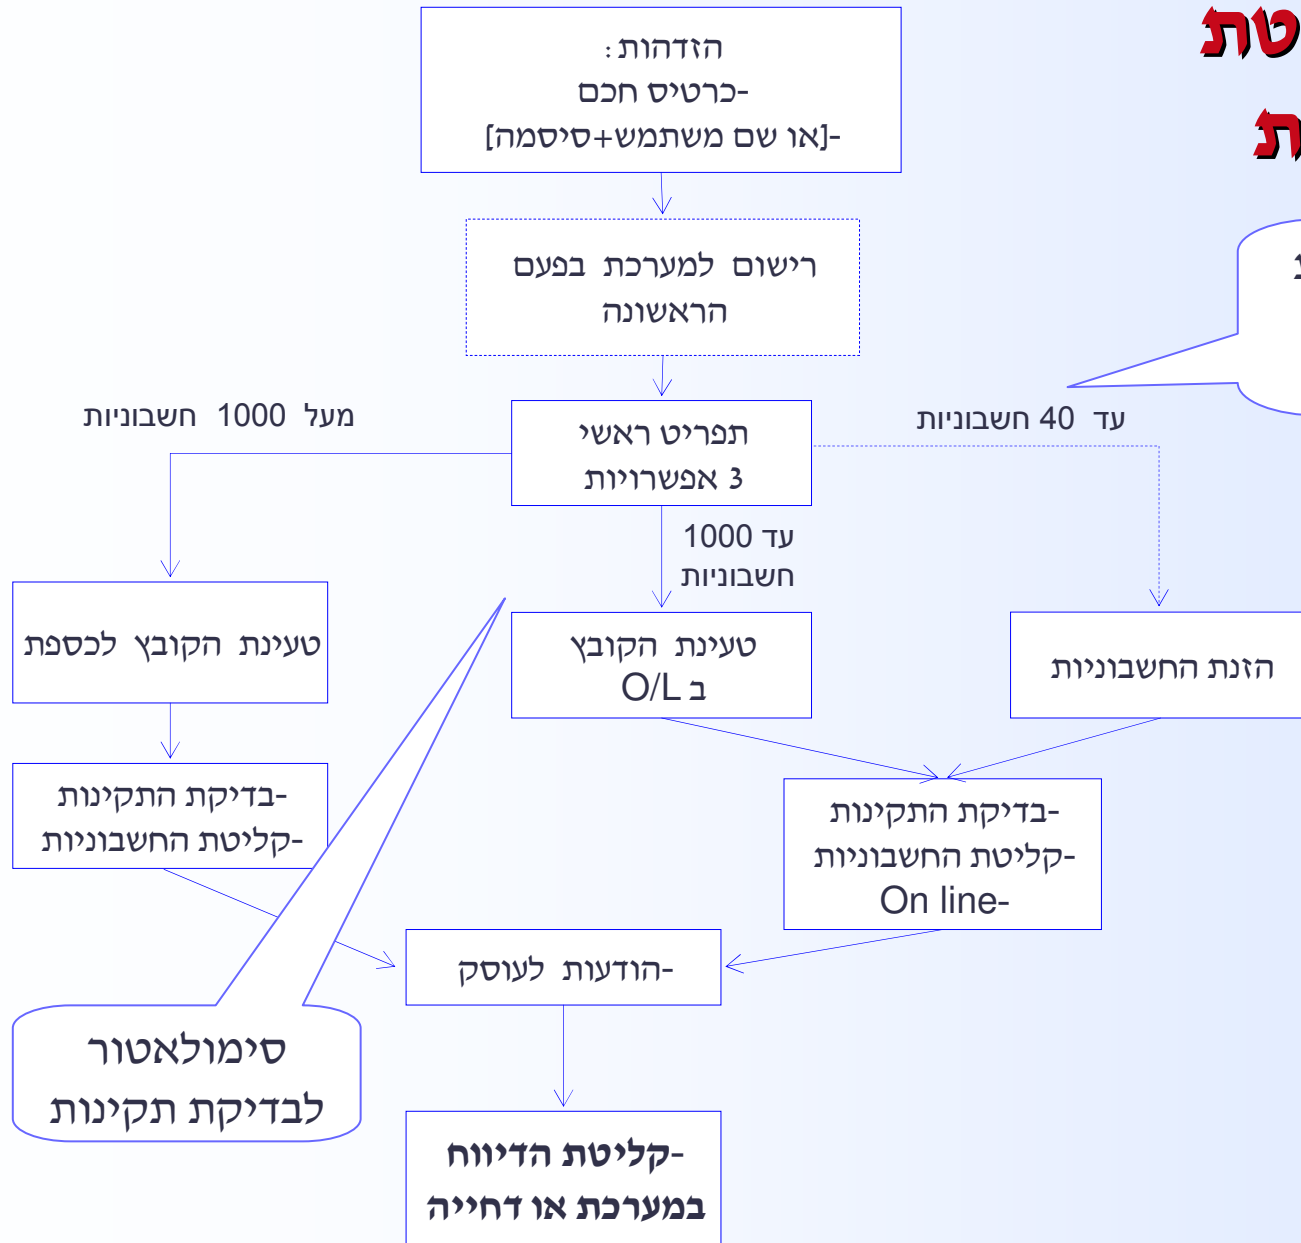 הזדהות:
-כרטיס חכם
-[או שם משתמש+סיסמה]
רישום למערכת בפעם
הראשונה
תפריט ראשי
3 אפשרויות
עד 40 חשבוניות
עד 1000
חשבוניות
מעל 1000 חשבוניות
הזנת החשבוניות
טעינת הקובץ
ב O/L
טעינת הקובץ לכספת
-בדיקת התקינות
-קליטת החשבוניות
-On line
-בדיקת התקינות
-קליטת החשבוניות
-הודעות לעוסק
סימולאטור
לבדיקת תקינות
-קליטת הדיווח
במערכת או דחייה